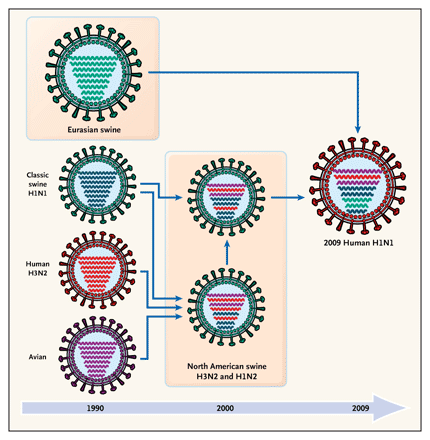 Eurasian swine
Classic
swine
H1N1
Human
H3N2
Avian
North American swine
H3N2 and H1N2
2009 Human H1N1
1990
2000
2009